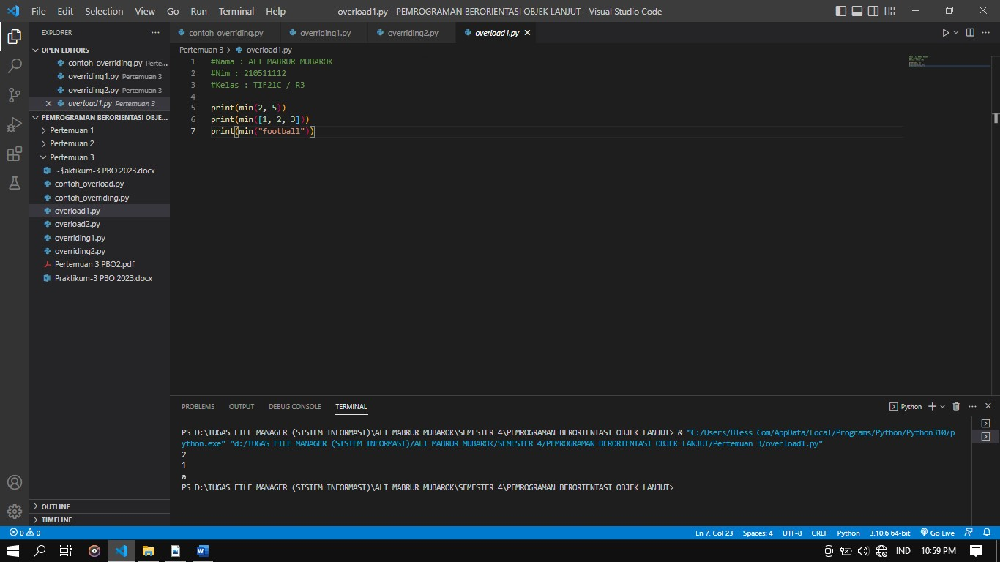 File Edit Selection View Go Run Terminal Help overload1.py - PEMROGRAMAN BERORIENTASI OBJEK LANJUT - Visual Studio Code
EXPLORER
contoh_overriding.py overriding1.py overriding2.py overload1.py
OPEN EDITORS
contoh_overriding.py Perte...
overriding1.py Pertemuan 3
overriding2.py Pertemuan 3
overload1.py Pertemuan 3
PEMROGRAMAN BERORIENTASI OBJE...
Pertemuan 1
Pertemuan 2
Pertemuan 3
~$aktikum-3 PBO 2023.docx
contoh_overload.py
contoh_overriding.py
overload1.py
overload2.py
overriding1.py
overriding2.py
Pertemuan 3 PBO2.pdf
Praktikum-3 PBO 2023.docx
OUTLINE
TIMELINE
Pertemuan 3 > overload1.py
1 #Nama : ALI MABRUR MUBAROK
2 #Nim : 210511112
3 #Kelas : TIF21C / R3
4
5 print(min(2, 5))
6 print(min([1, 2, 3]))
7 print(min("football"))
PROBLEMS OUTPUT DEBUG CONSOLE TERMINAL Python
PS D:\TUGAS FILE MANAGER (SISTEM INFORMASI)\ALI MABRUR MUBAROK\SEMESTER 4\PEMROGRAMAN BERORIENTASI OBJEK LANJUT> & "C:/Users/Bless Com/AppData/Local/Programs/Python/Python310/p
ython.exe" "d:/TUGAS FILE MANAGER (SISTEM INFORMASI)/ALI MABRUR MUBAROK/SEMESTER 4/PEMROGRAMAN BERORIENTASI OBJEK LANJUT/Pertemuan 3/overload1.py"
2
1
a
PS D:\TUGAS FILE MANAGER (SISTEM INFORMASI)\ALI MABRUR MUBAROK\SEMESTER 4\PEMROGRAMAN BERORIENTASI OBJEK LANJUT>
0 0 Ln 7, Col 23 Spaces: 4 UTF-8 CRLF Python 3.10.6 64-bit Go Live
IND 10:59 PM